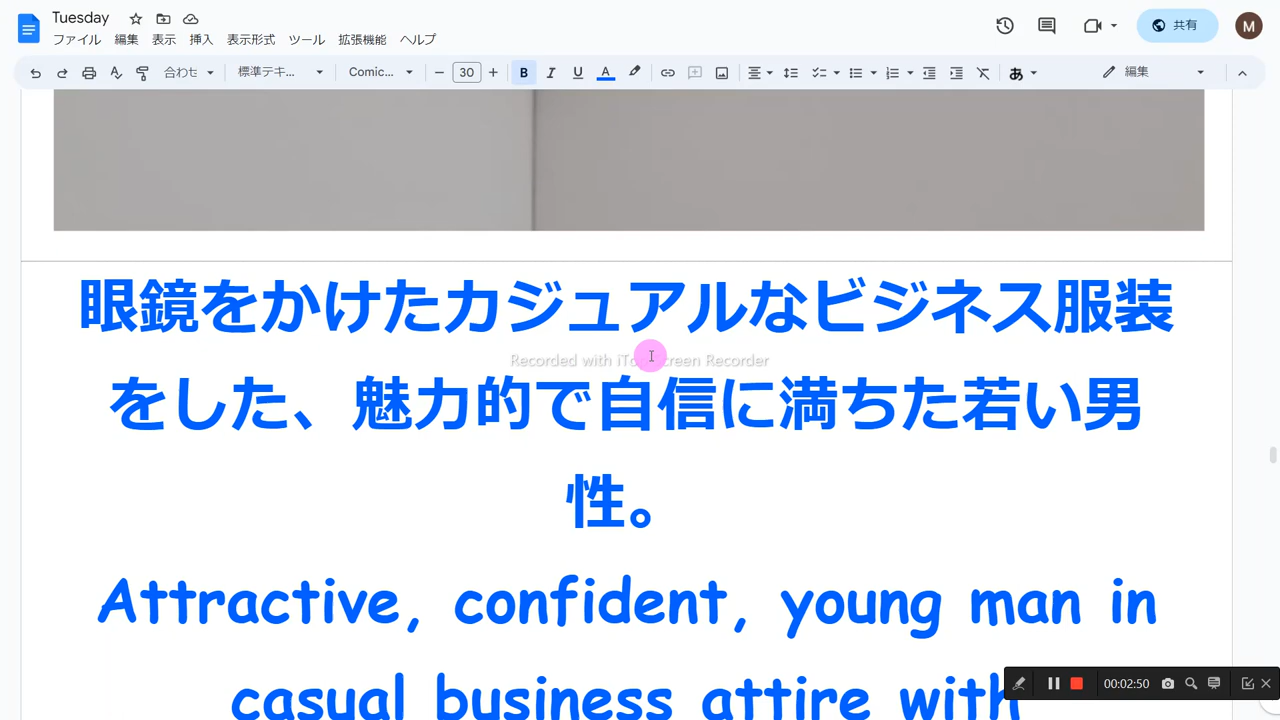 Tuesday
ファイル 編集 表示 挿入 表示形式 ツール 拡張機能 ヘルプ
共有
M
合わせ 標準テキ... Comic... 30 B I U A あ 編集
眼鏡をかけたカジュアルなビジネス服装
をした、魅力的で自信に満ちた若い男
性。
Attractive, confident, young man in
casual business attire with
Recorded with iTop Screen Recorder
00:02:50